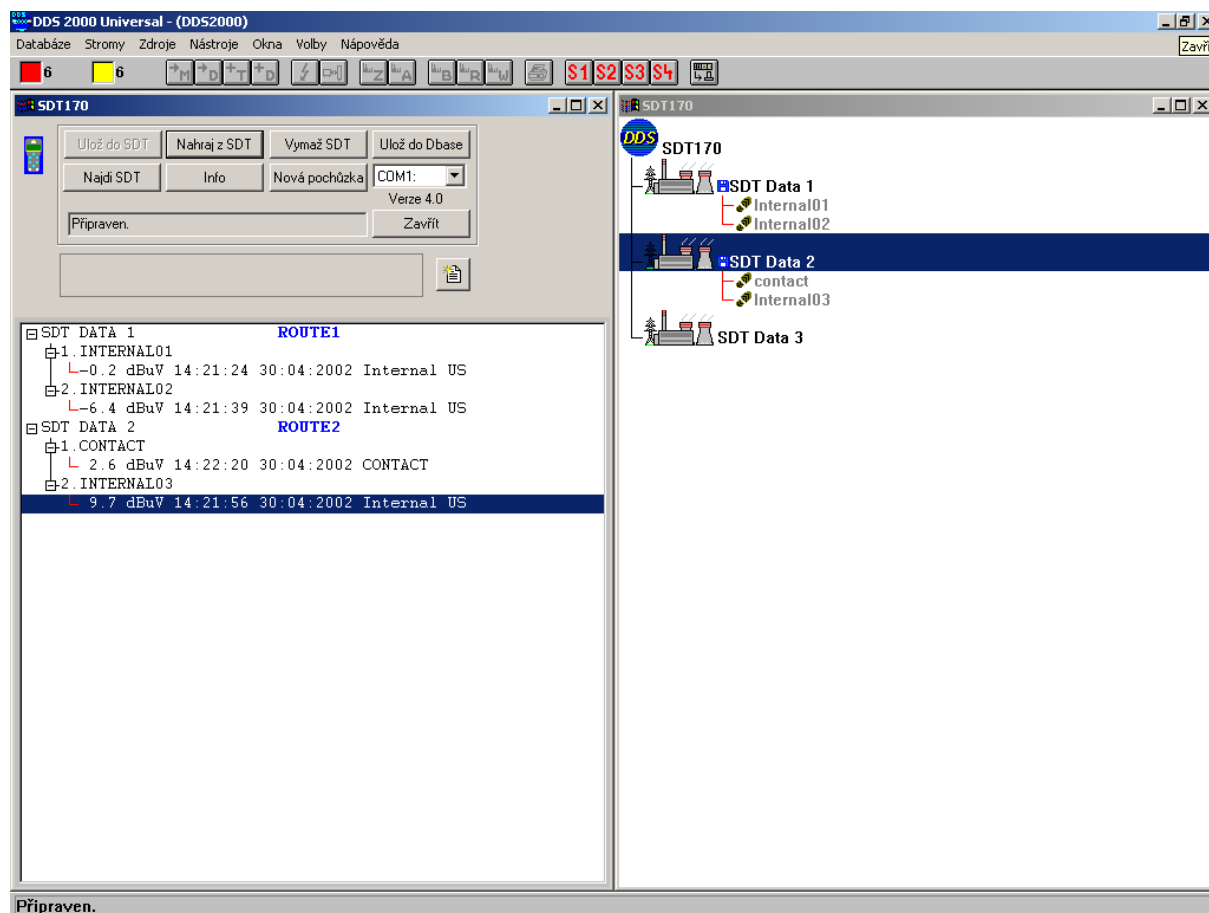 DDS 2000 Universal - (DDS2000)
Databáze Stromy Zdroje Nástroje Okna Volby Nápověda
Zavř
6 6 M D T D Z A B R W S1 S2 S3 S4
SDT170
Ulož do SDT Nahraj z SDT Vymaž SDT Ulož do Dbase
Najdi SDT Info Nová pochůzka COM1:
Verze 4.0
Připraven. Zavřít
SDT DATA 1 ROUTE1
1.INTERNAL01
-0.2 dBuV 14:21:24 30:04:2002 Internal US
2.INTERNAL02
-6.4 dBuV 14:21:39 30:04:2002 Internal US
SDT DATA 2 ROUTE2
1.CONTACT
2.6 dBuV 14:22:20 30:04:2002 CONTACT
2.INTERNAL03
9.7 dBuV 14:21:56 30:04:2002 Internal US
SDT170
DDS SDT170
SDT Data 1
Internal01
Internal02
SDT Data 2
contact
Internal03
SDT Data 3
Připraven.